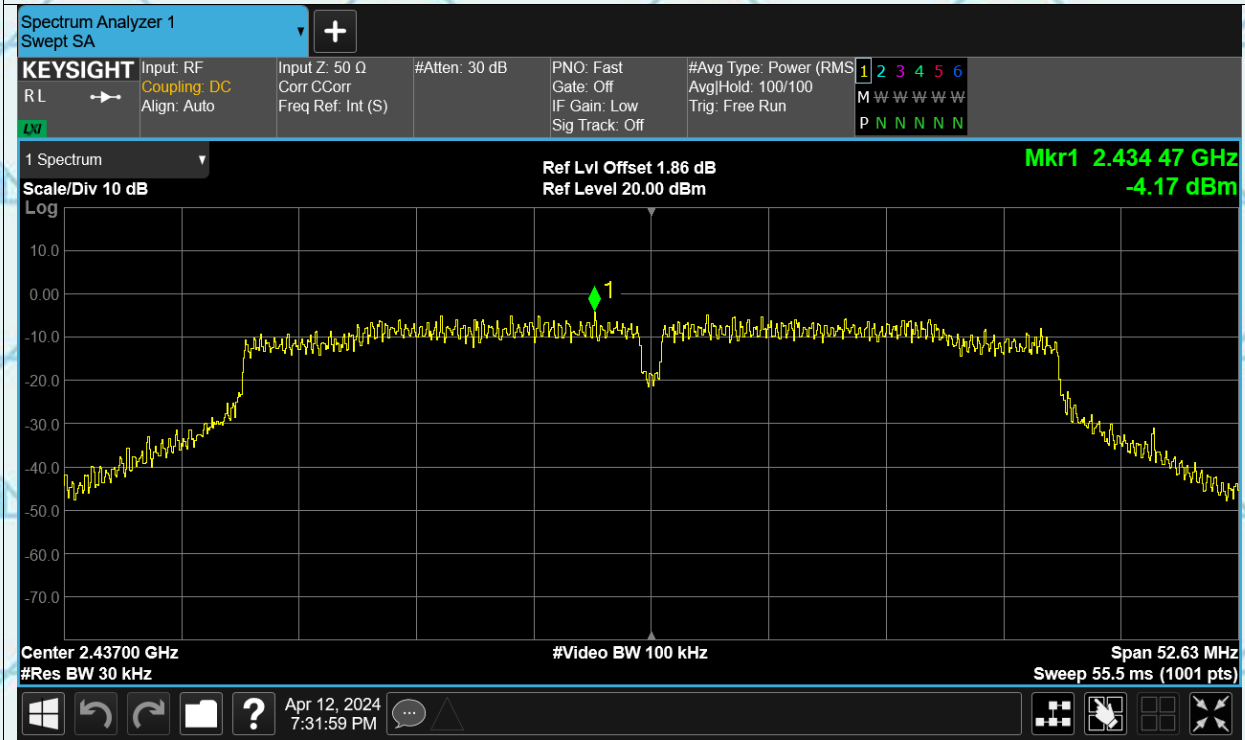 Spectrum Analyzer 1
Swept SA
+
KEYSIGHT
R L
LXI
Input: RF
Coupling: DC
Align: Auto
Input Z: 50 Ω
Corr CCorr
Freq Ref: Int (S)
#Atten: 30 dB
PNO: Fast
Gate: Off
IF Gain: Low
Sig Track: Off
#Avg Type: Power (RMS
Avg|Hold: 100/100
Trig: Free Run
1 2 3 4 5 6
M W W W W W
P N N N N N
1 Spectrum
Scale/Div 10 dB
Log
Ref Lvl Offset 1.86 dB
Ref Level 20.00 dBm
Mkr1 2.434 47 GHz
-4.17 dBm
1
10.0
0.00
-10.0
-20.0
-30.0
-40.0
-50.0
-60.0
-70.0
Center 2.43700 GHz
#Res BW 30 kHz
#Video BW 100 kHz
Span 52.63 MHz
Sweep 55.5 ms (1001 pts)
?
Apr 12, 2024
7:31:59 PM